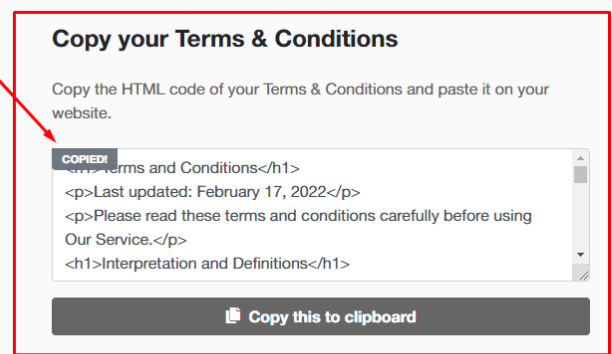 Copy your Terms & Conditions
Copy the HTML code of your Terms & Conditions and paste it on your
website.
COPIED!
<h1>Terms and Conditions</h1>
<p>Last updated: February 17, 2022</p>
<p>Please read these terms and conditions carefully before using
Our Service.</p>
<h1>Interpretation and Definitions</h1>
Copy this to clipboard